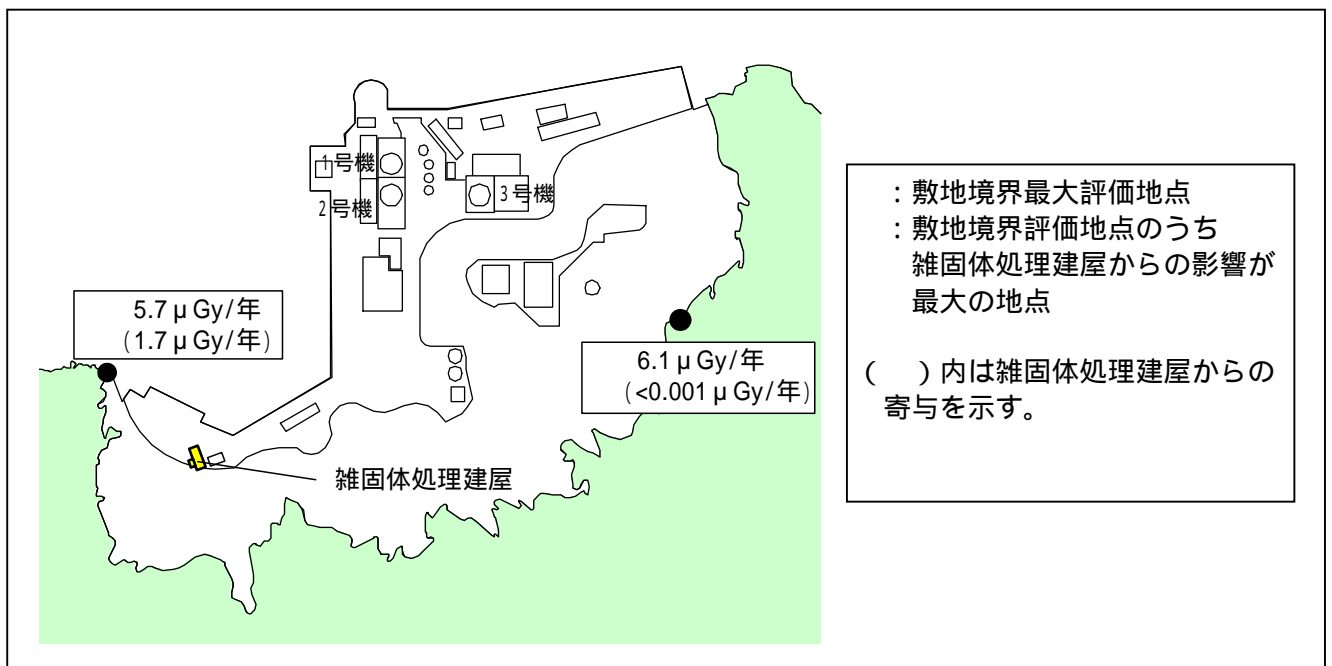 1号機
2号機
3号機
5.7 μ Gy/年
(1.7 μ Gy/年)
6.1 μ Gy/年
(<0.001 μ Gy/年)
雑固体処理建屋
：敷地境界最大評価地点
：敷地境界評価地点のうち
雑固体処理建屋からの影響が
最大の地点
(　)内は雑固体処理建屋からの
寄与を示す。